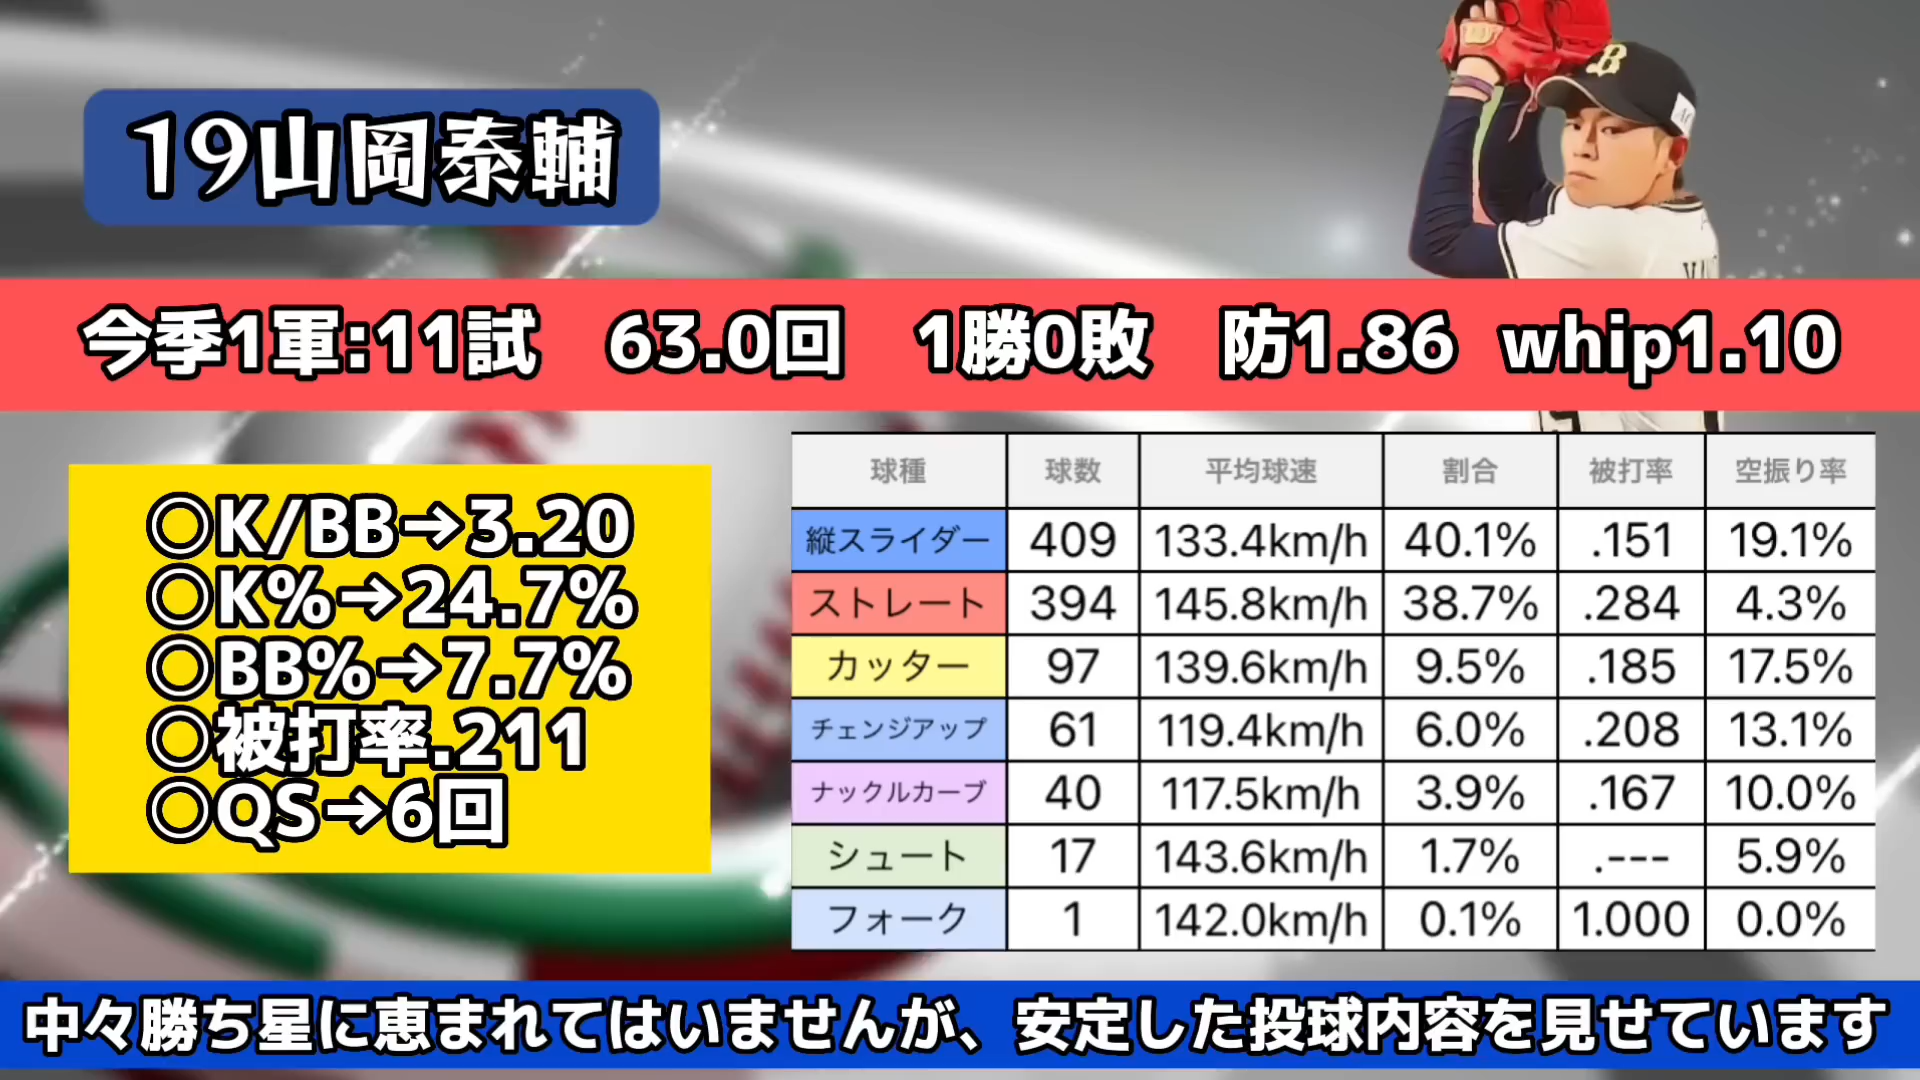 19山岡泰輔
B
今季1軍:11試 63.0回 1勝0敗 防1.86 whip1.10
○K/BB→3.20
○K%→24.7%
○BB%→7.7%
○被打率.211
○QS→6回
球種 球数 平均球速 割合 被打率 空振り率
縦スライダー 409 133.4km/h 40.1% .151 19.1%
ストレート 394 145.8km/h 38.7% .284 4.3%
カッター 97 139.6km/h 9.5% .185 17.5%
チェンジアップ 61 119.4km/h 6.0% .208 13.1%
ナックルカーブ 40 117.5km/h 3.9% .167 10.0%
シュート 17 143.6km/h 1.7% .--- 5.9%
フォーク 1 142.0km/h 0.1% 1.000 0.0%
中々勝ち星に恵まれてはいませんが、安定した投球内容を見せています